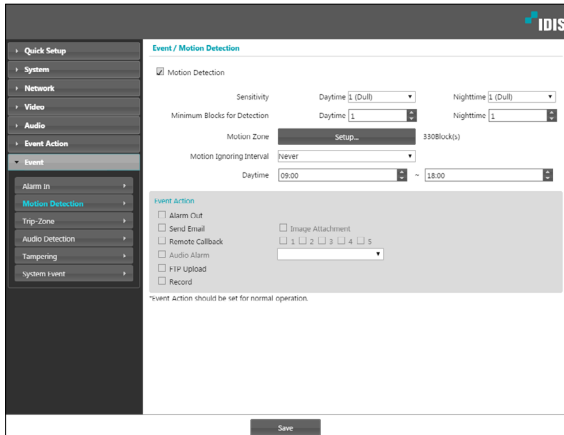 IDIS
Quick Setup
System
Network
Video
Audio
Event Action
Event
Alarm In
Motion Detection
Trip-Zone
Audio Detection
Tampering
System Event
Event / Motion Detection
Motion Detection
Sensitivity Daytime 1 (Dull) Nighttime 1 (Dull)
Minimum Blocks for Detection Daytime 1 Nighttime 1
Motion Zone Setup... 330Block(s)
Motion Ignoring Interval Never
Daytime 09:00 ~ 18:00
Event Action
Alarm Out
Send Email Image Attachment
Remote Callback 1 2 3 4 5
Audio Alarm
FTP Upload
Record
*Event Action should be set for normal operation.
Save